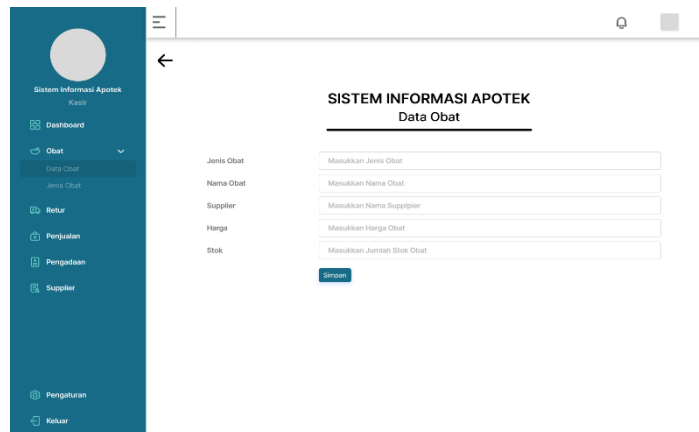 Sistem Informasi Apotek
Kasir
Dashboard
Obat
Data Obat
Jenis Obat
Retur
Penjualan
Pengadaan
Supplier
Pengaturan
Keluar
SISTEM INFORMASI APOTEK
Data Obat
Jenis Obat Masukkan Jenis Obat
Nama Obat Masukkan Nama Obat
Supplier Masukkan Nama Supplpier
Harga Masukkan Harga Obat
Stok Masukkan Jumlah Stok Obat
Simpan